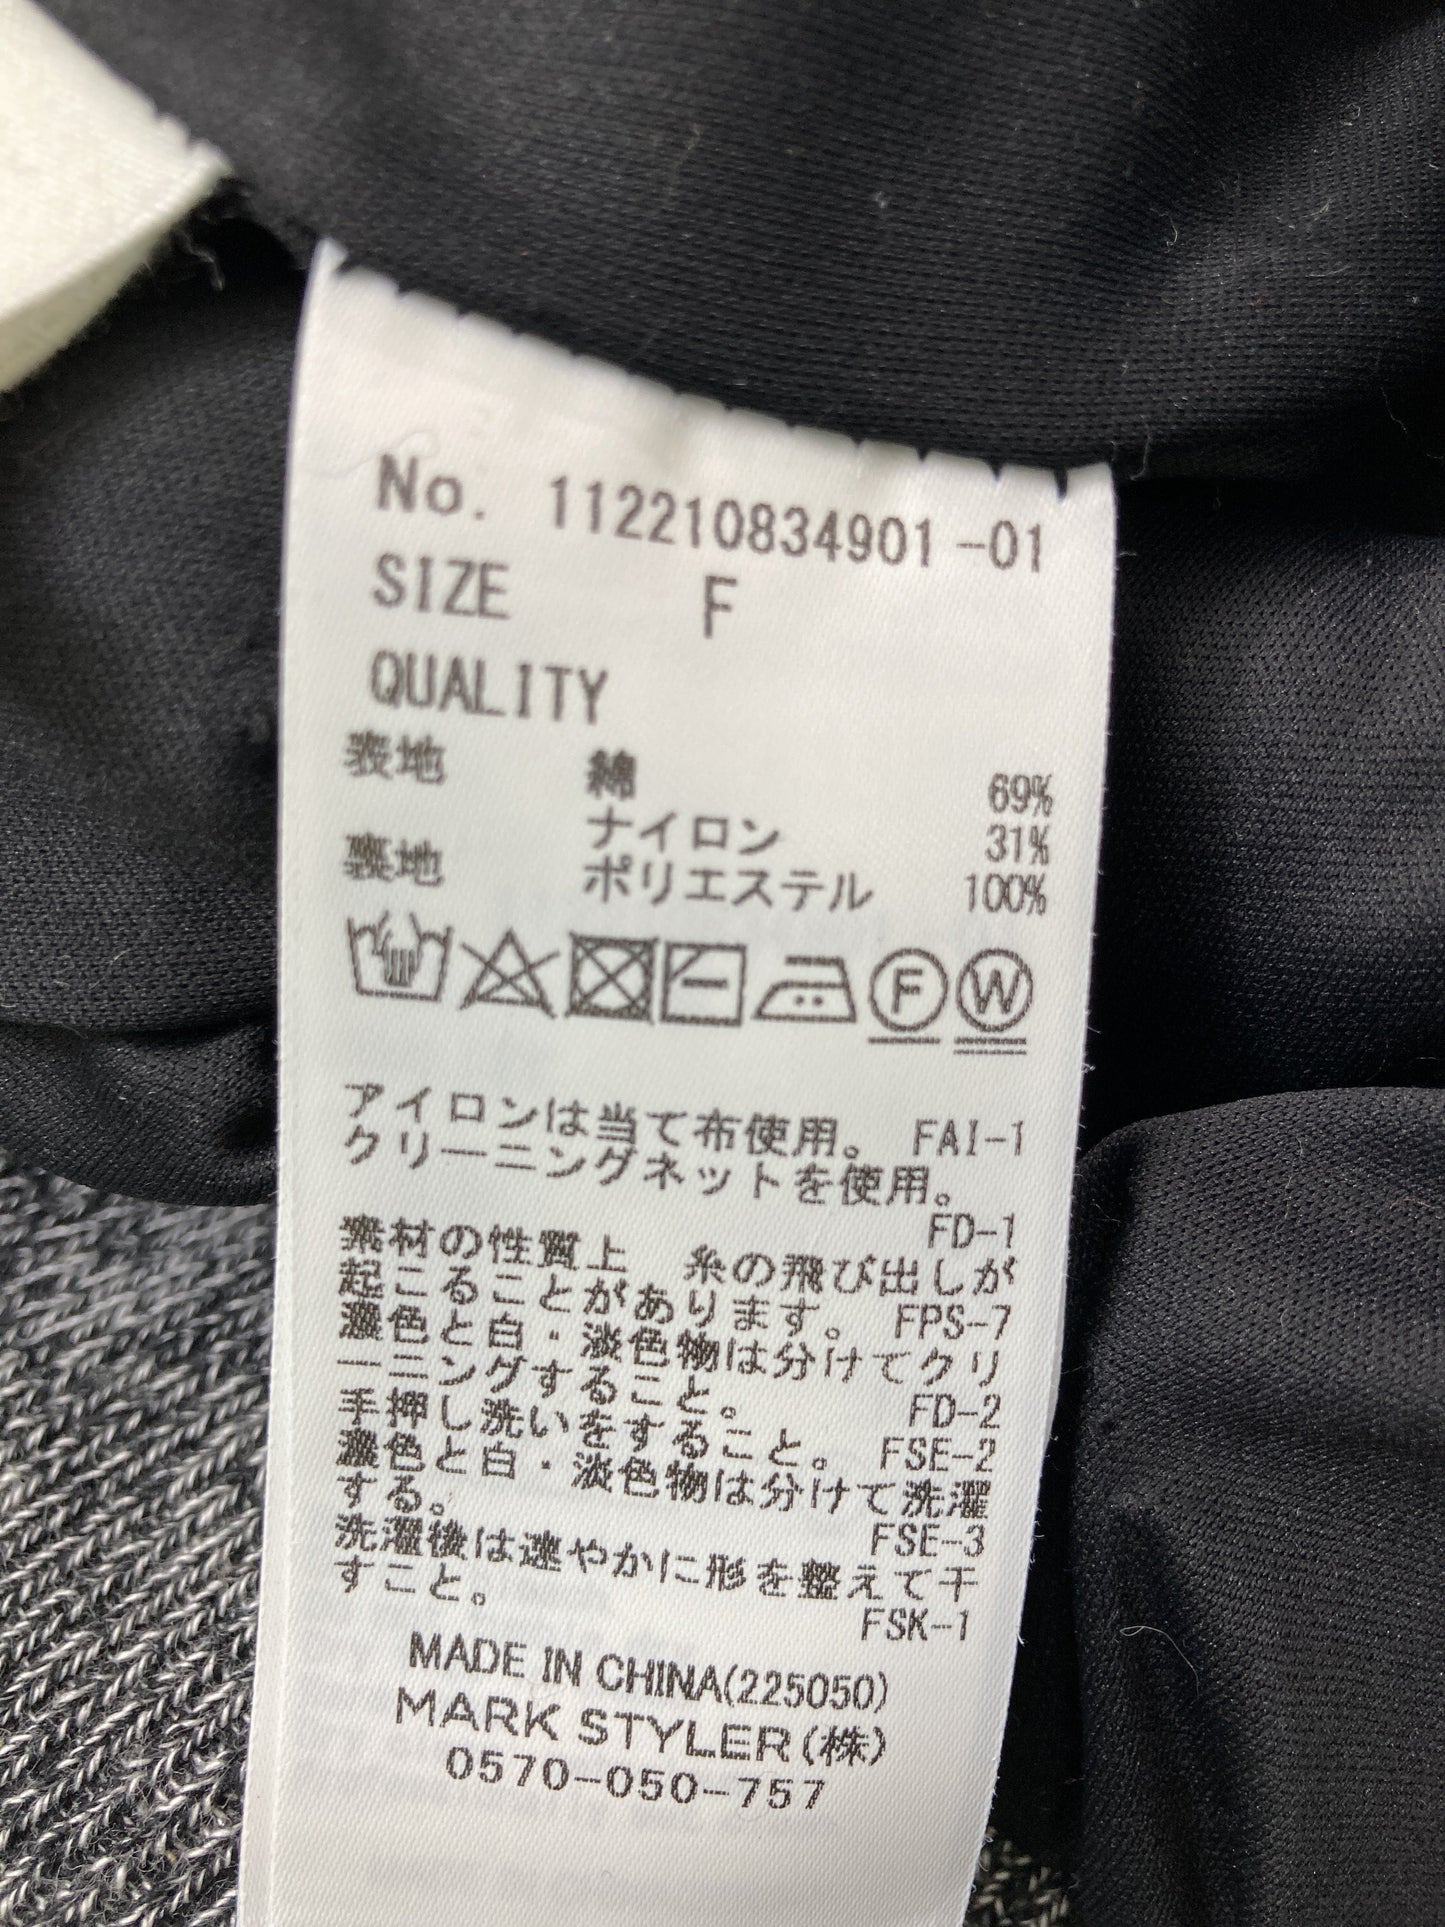 No. 112210834901-01
SIZE F
QUALITY
表地 綿 69%
ナイロン 31%
裏地 ポリエステル 100%
F W
アイロンは当て布使用。 FAI-1
クリーニングネットを使用。
FD-1
素材の性質上 糸の飛び出しが
起こることがあります。 FPS-7
濃色と白・淡色物は分けてクリ
ーニングすること。 FD-2
手押し洗いをすること。 FSE-2
濃色と白・淡色物は分けて洗濯
する。 FSE-3
洗濯後は速やかに形を整えて干
すこと。 FSK-1
MADE IN CHINA(225050)
MARK STYLER(株)
0570-050-757